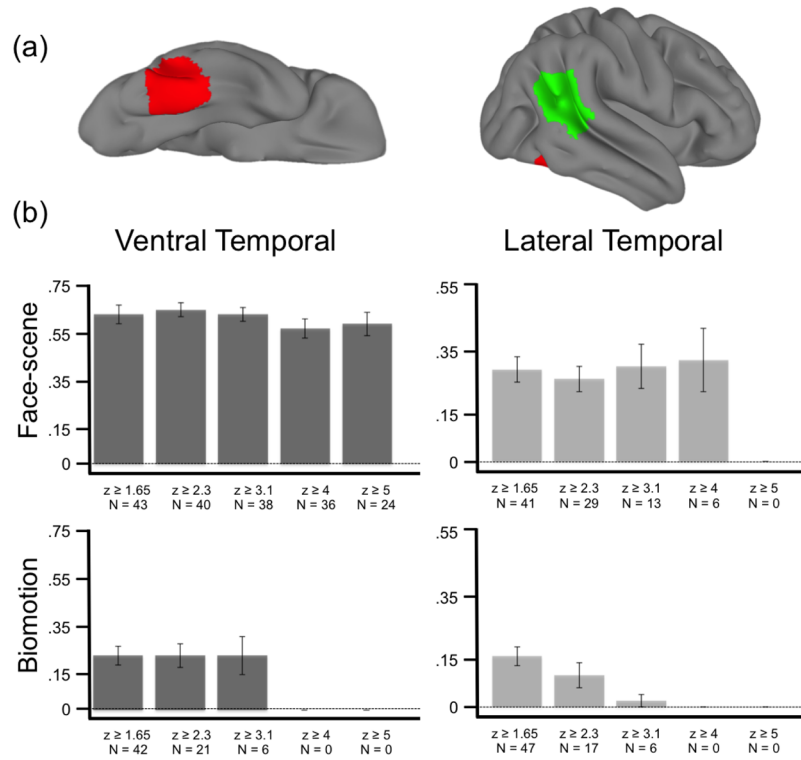 (a)
(b)
Ventral Temporal
Lateral Temporal
Face-scene
.75
.55
.35
.15
0
z ≥ 1.65 z ≥ 2.3 z ≥ 3.1 z ≥ 4 z ≥ 5
N = 43 N = 40 N = 38 N = 36 N = 24
.55
.35
.15
0
z ≥ 1.65 z ≥ 2.3 z ≥ 3.1 z ≥ 4 z ≥ 5
N = 41 N = 29 N = 13 N = 6 N = 0
Biomotion
.75
.35
.15
0
z ≥ 1.65 z ≥ 2.3 z ≥ 3.1 z ≥ 4 z ≥ 5
N = 42 N = 21 N = 6 N = 0 N = 0
.55
.35
.15
0
z ≥ 1.65 z ≥ 2.3 z ≥ 3.1 z ≥ 4 z ≥ 5
N = 47 N = 17 N = 6 N = 0 N = 0